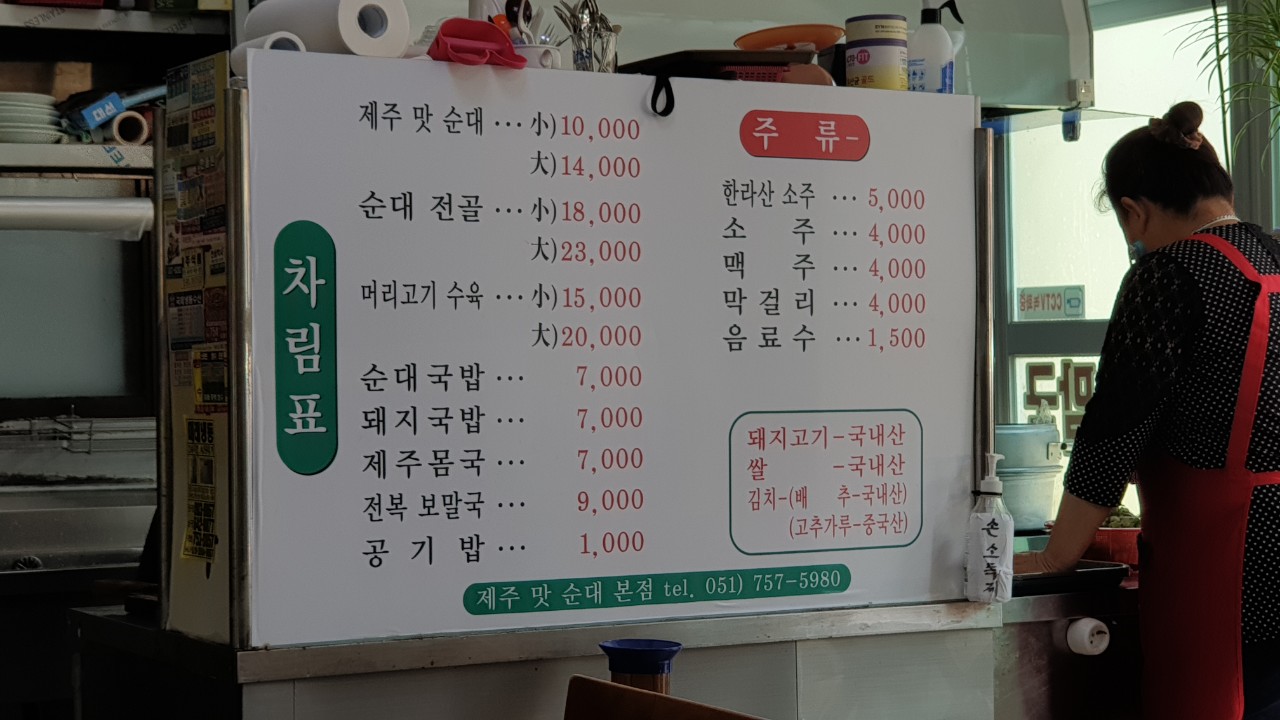 차림표
제주 맛 순대 ··· 小) 10,000
大) 14,000
순대 전골 ··· 小) 18,000
大) 23,000
머리고기 수육 ··· 小) 15,000
大) 20,000
순대국밥 ··· 7,000
돼지국밥 ··· 7,000
제주몸국 ··· 7,000
전복 보말국 ··· 9,000
공기밥 ··· 1,000
주 류-
한라산 소주 ··· 5,000
소 주 ··· 4,000
맥 주 ··· 4,000
막걸리 ··· 4,000
음료수 ··· 1,500
돼지고기-국내산
쌀 -국내산
김치-(배 추-국내산)
(고추가루-중국산)
제주 맛 순대 본점 tel. 051) 757-5980
손소독제
대선
CCTV